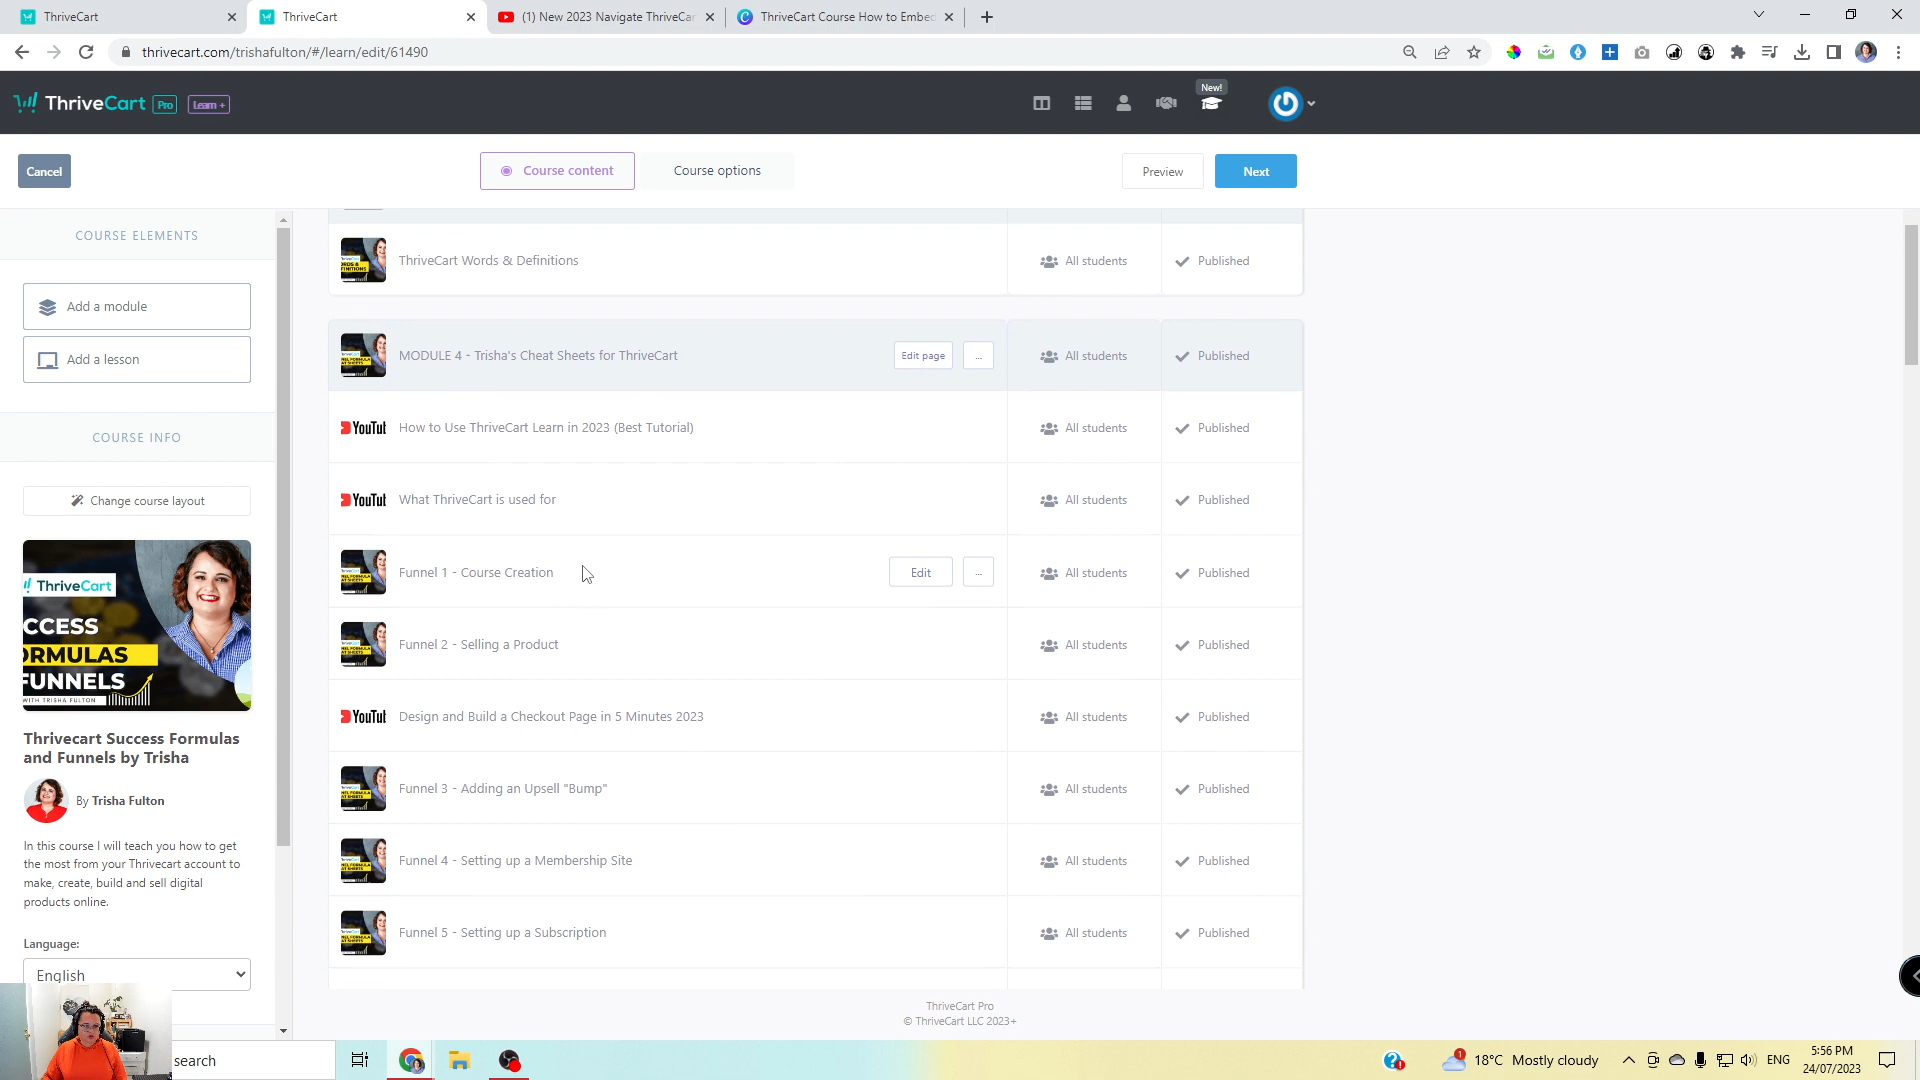 ThriveCart
ThriveCart
(1) New 2023 Navigate ThriveCar
ThriveCart Course How to Embed
thrivecart.com/trishafulton/#/learn/edit/61490
ThriveCart Pro Learn +
New!
Cancel
Course content
Course options
Preview
Next
COURSE ELEMENTS
Add a module
Add a lesson
COURSE INFO
Change course layout
ThriveCart
CCESS
ORMULAS
FUNNELS
WITH TRISHA FULTON
Thrivecart Success Formulas
and Funnels by Trisha
By Trisha Fulton
In this course I will teach you how to get
the most from your Thrivecart account to
make, create, build and sell digital
products online.
Language:
English
ThriveCart Words & Definitions
All students
Published
MODULE 4 - Trisha's Cheat Sheets for ThriveCart
Edit page
...
All students
Published
YouTut
How to Use ThriveCart Learn in 2023 (Best Tutorial)
All students
Published
YouTut
What ThriveCart is used for
All students
Published
Funnel 1 - Course Creation
Edit
...
All students
Published
Funnel 2 - Selling a Product
All students
Published
YouTut
Design and Build a Checkout Page in 5 Minutes 2023
All students
Published
Funnel 3 - Adding an Upsell "Bump"
All students
Published
Funnel 4 - Setting up a Membership Site
All students
Published
Funnel 5 - Setting up a Subscription
All students
Published
ThriveCart Pro
© ThriveCart LLC 2023+
search
1
18°C Mostly cloudy
ENG
5:56 PM
24/07/2023